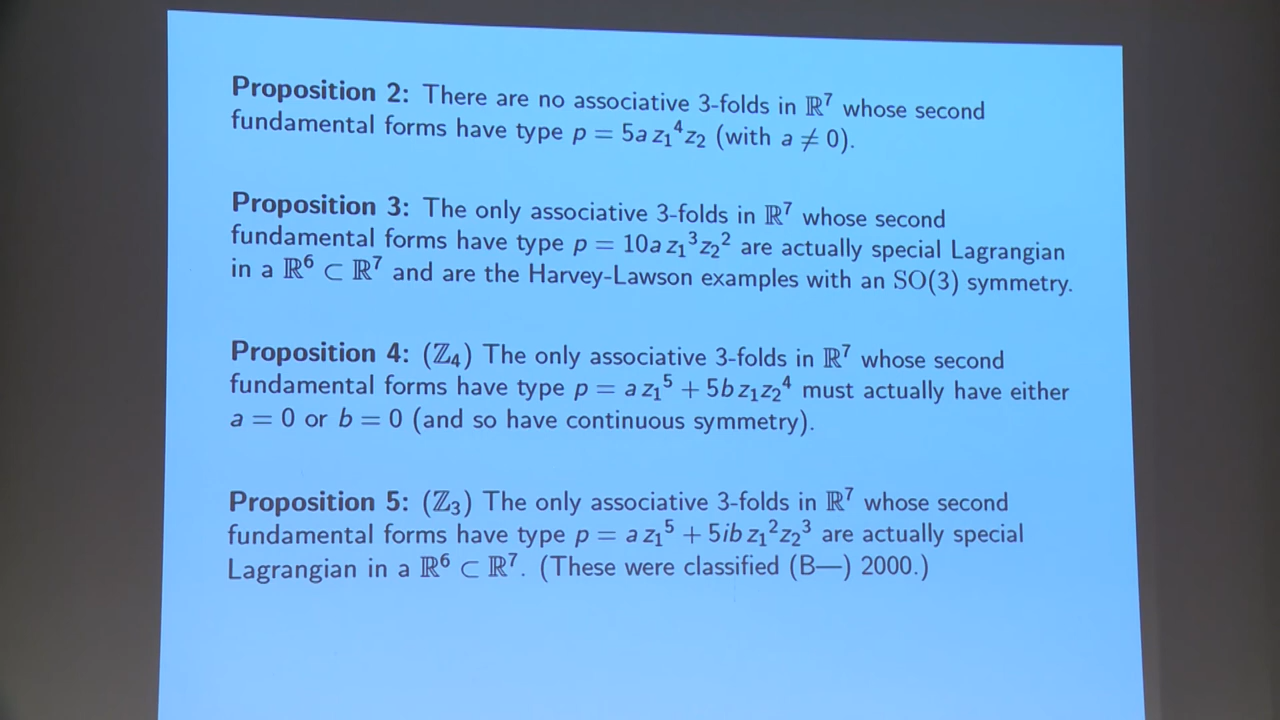 Proposition 2: There are no associative 3-folds in ℝ⁷ whose second
fundamental forms have type p = 5a z₁⁴z₂ (with a ≠ 0).
Proposition 3: The only associative 3-folds in ℝ⁷ whose second
fundamental forms have type p = 10a z₁³z₂² are actually special Lagrangian
in a ℝ⁶ ⊂ ℝ⁷ and are the Harvey-Lawson examples with an SO(3) symmetry.
Proposition 4: (ℤ₄) The only associative 3-folds in ℝ⁷ whose second
fundamental forms have type p = a z₁⁵ + 5b z₁z₂⁴ must actually have either
a = 0 or b = 0 (and so have continuous symmetry).
Proposition 5: (ℤ₃) The only associative 3-folds in ℝ⁷ whose second
fundamental forms have type p = a z₁⁵ + 5ib z₁²z₂³ are actually special
Lagrangian in a ℝ⁶ ⊂ ℝ⁷. (These were classified (B—) 2000.)